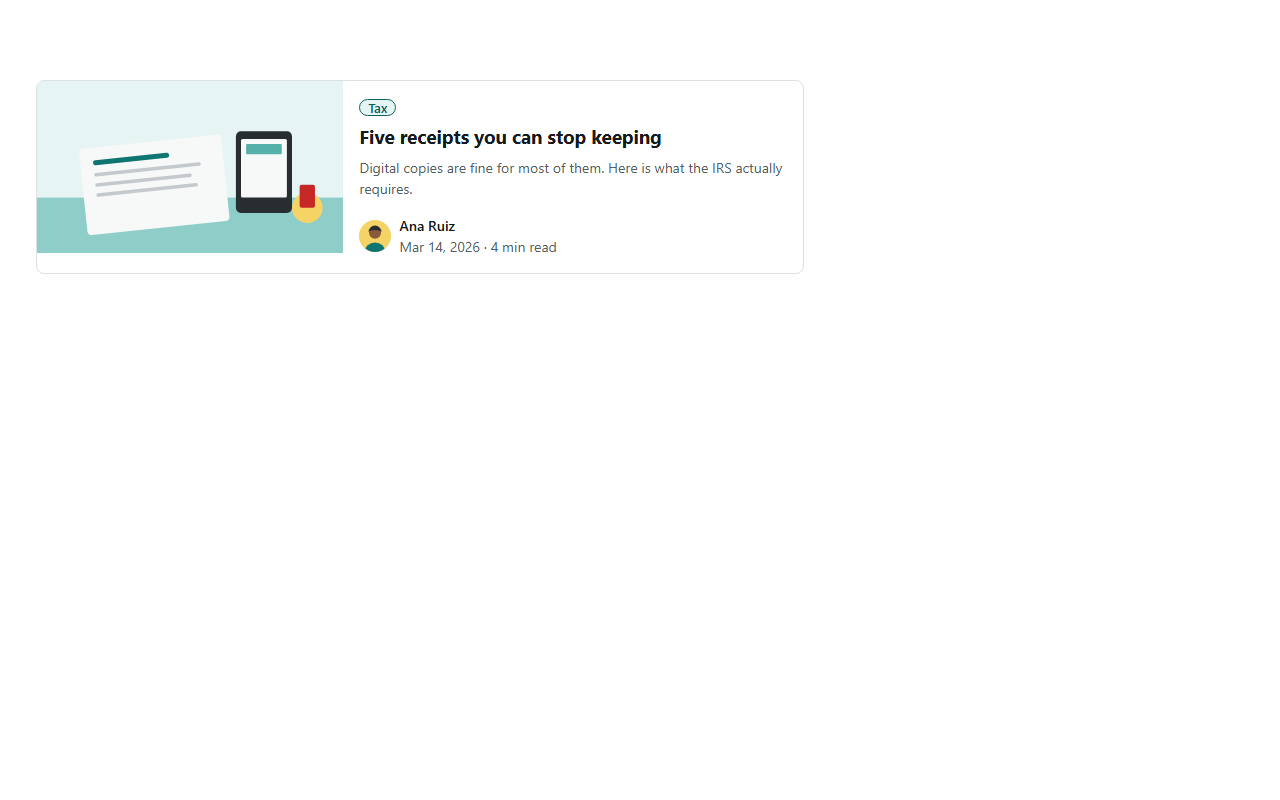 Tax
Five receipts you can stop keeping
Digital copies are fine for most of them. Here is what the IRS actually
requires.
Ana Ruiz
Mar 14, 2026 · 4 min read